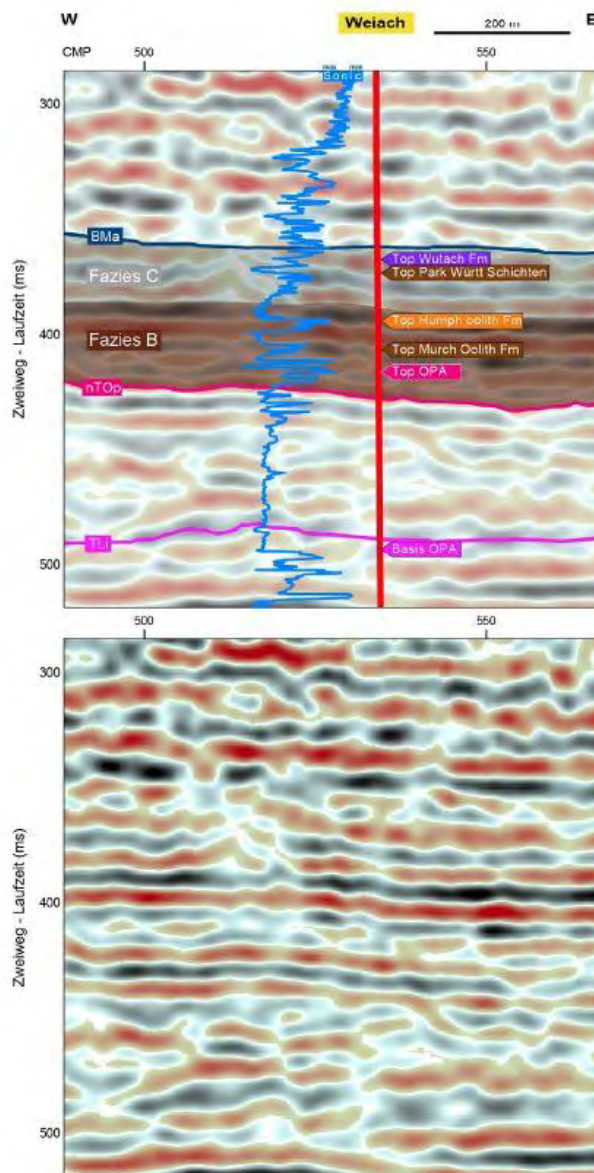 W Weiach 200 m E
CMP 500 550
Sonic
300
BMa
Top Wutach Fm
Fazies C
Top Park Württ Schichten
Top Humph oolith Fm
400
Fazies B
Top Murch Oolith Fm
Top OPA
nTOp
TLi
Basis OPA
500
Zweiweg - Laufzeit (ms)
500 550
300
400
500
Zweiweg - Laufzeit (ms)